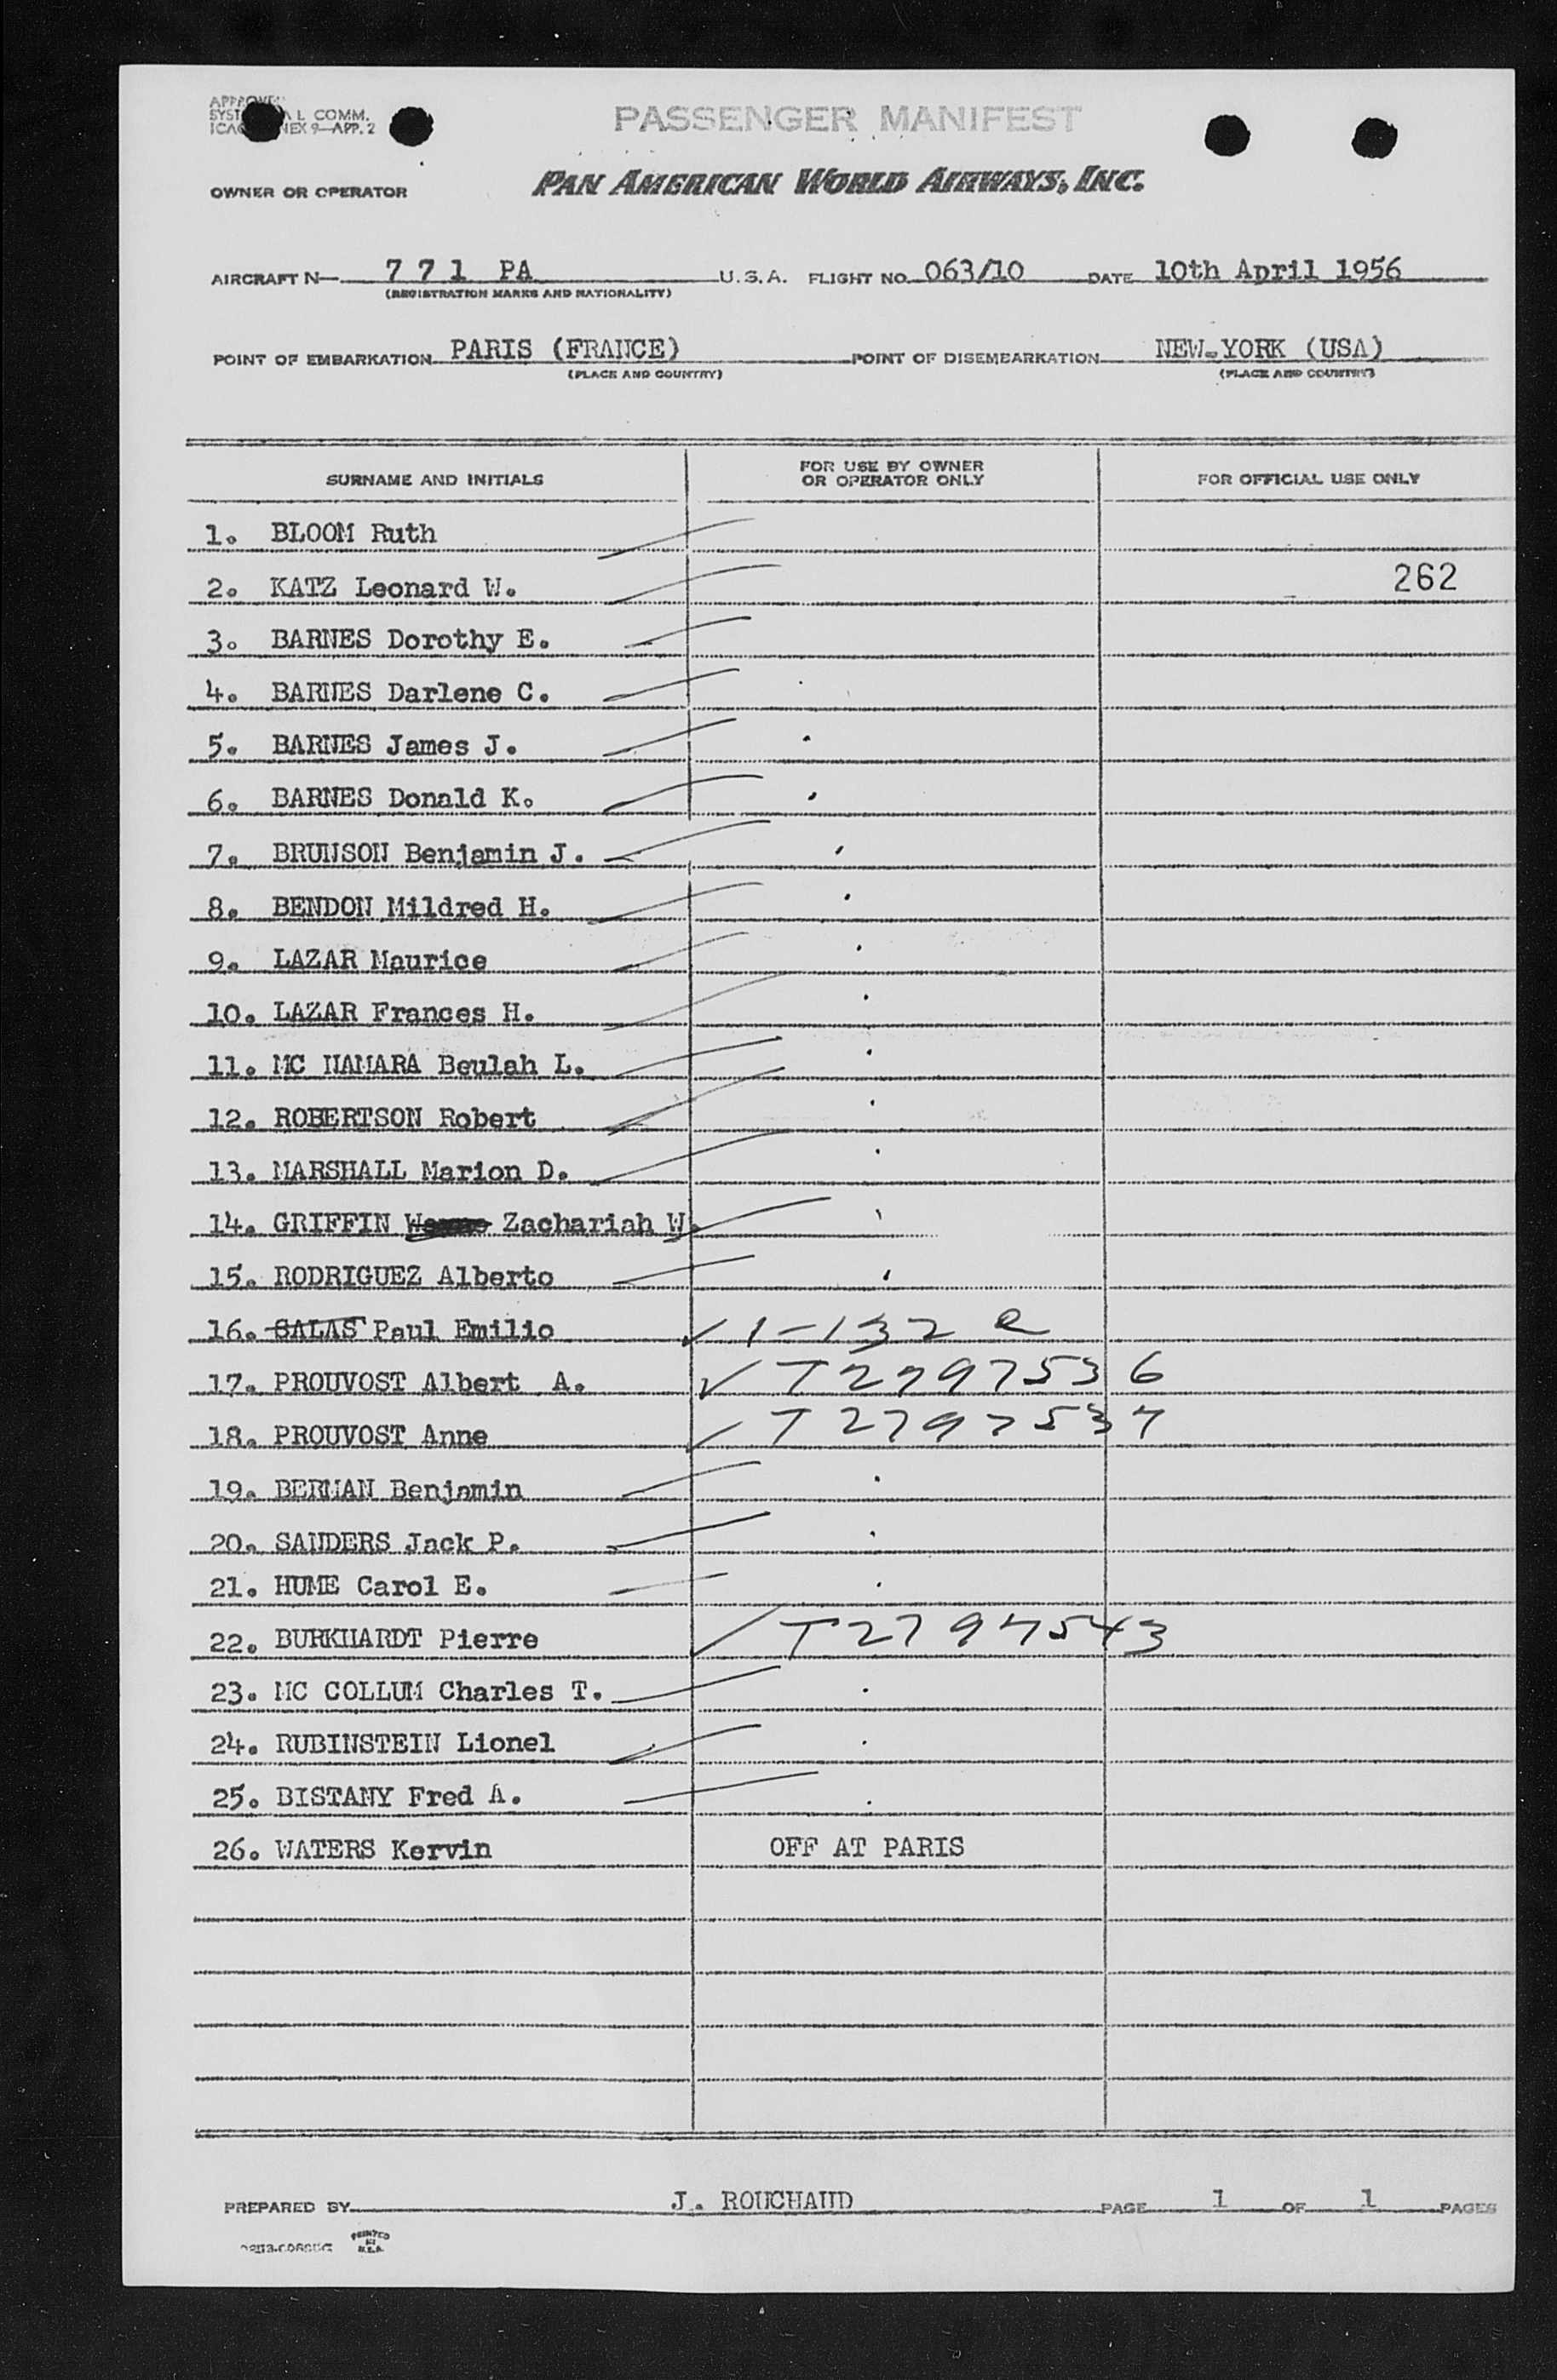 PASSENGER MANIFEST
L COMM.
9—APP. 2
OWNER OR OPERATOR PAN AMERICAN WORLD AIRWAYS, INC.
AIRCRAFT N— 7 7 1 PA U. S. A. FLIGHT NO. 063/10 DATE 10th April 1956
(REGISTRATION MARKS AND NATIONALITY)
POINT OF EMBARKATION PARIS (FRANCE) POINT OF DISEMBARKATION NEW-YORK (USA)
(PLACE AND COUNTRY) (PLACE AND COUNTRY)
SURNAME AND INITIALS FOR USE BY OWNER OR OPERATOR ONLY FOR OFFICIAL USE ONLY
1. BLOOM Ruth
2. KATZ Leonard W. 262
3. BARNES Dorothy E.
4. BARNES Darlene C.
5. BARNES James J.
6. BARNES Donald K.
7. BRUNSON Benjamin J.
8. BENDON Mildred H.
9. LAZAR Maurice
10. LAZAR Frances H.
11. MC NAMARA Beulah L.
12. ROBERTSON Robert
13. MARSHALL Marion D.
14. GRIFFIN Zachariah W.
15. RODRIGUEZ Alberto
16. SALAS Paul Emilio ✓ 1-132 e
17. PROUVOST Albert A. ✓ T2797536
18. PROUVOST Anne ✓ T2797537
19. BERMAN Benjamin
20. SANDERS Jack P.
21. HUME Carol E.
22. BURKHARDT Pierre ✓ T2797543
23. MC COLLUM Charles T.
24. RUBINSTEIN Lionel
25. BISTANY Fred A.
26. WATERS Kervin OFF AT PARIS
PREPARED BY J. ROUCHAUD PAGE 1 OF 1 PAGES
PRINTED
IN
U.S.A.